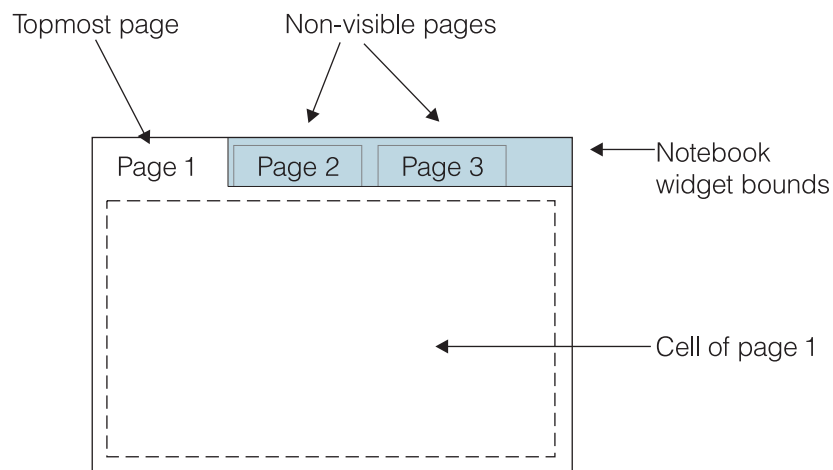 Topmost page
Non-visible pages
Page 1
Page 2
Page 3
Notebook
widget bounds
Cell of page 1